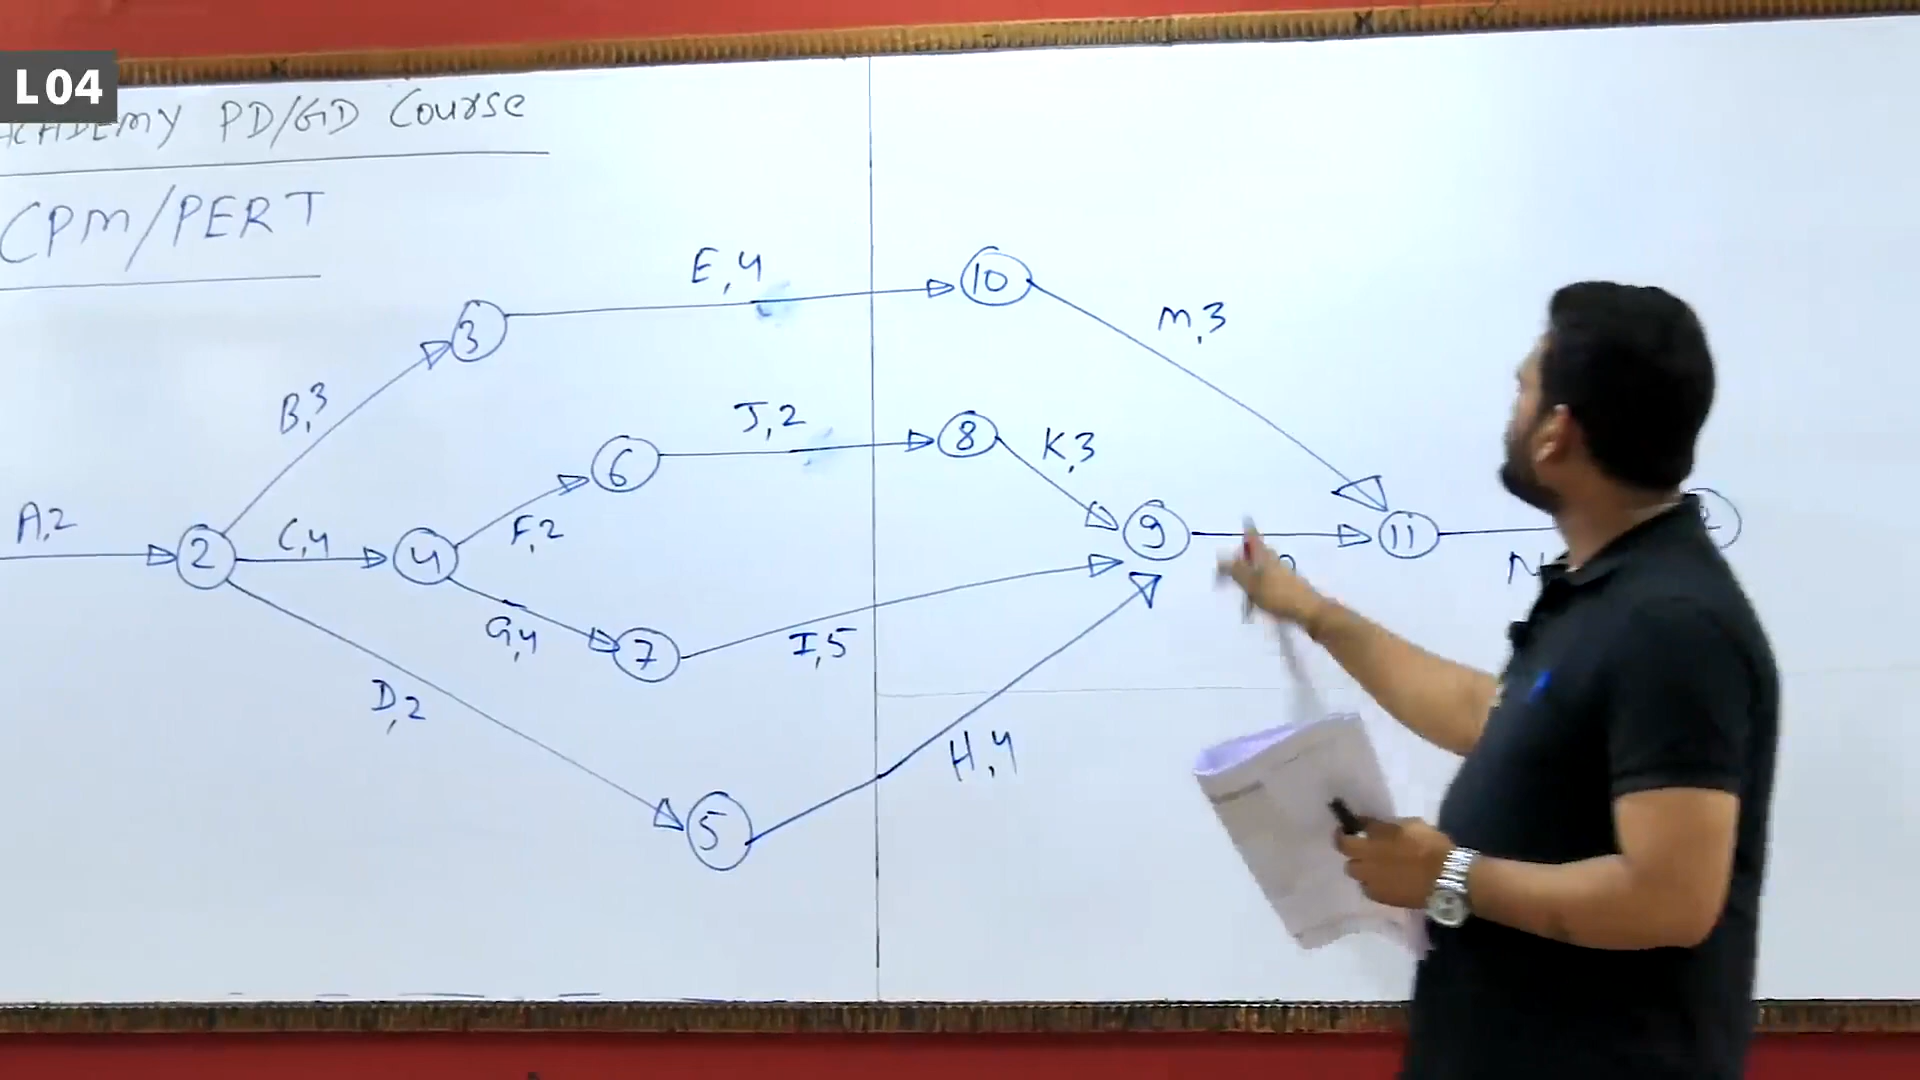 L 04
ACADEMY PD/GD Course
CPM/PERT
E,4
10
M,3
3
B,3
J,2
8
K,3
6
A,2
C,4
F,2
9
11
2
4
G,4
7
I,5
N
D,2
H,4
5